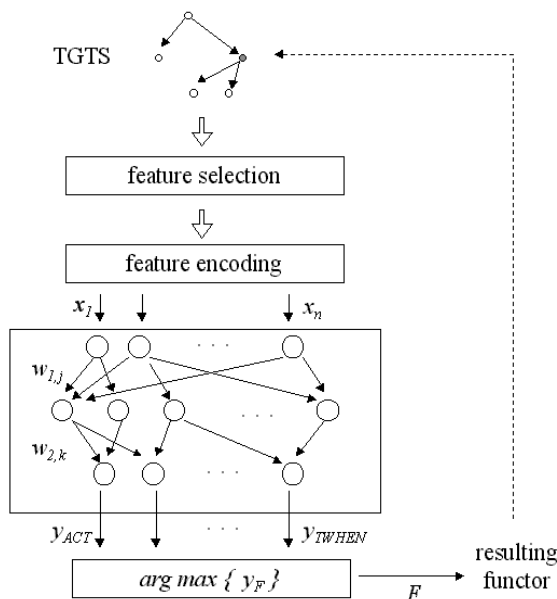 TGTS
feature selection
feature encoding
x1 xn
. . .
w1,j
. . .
w2,k
. . .
yACT . . . yTWHEN
arg max { yF }
F
resulting
functor